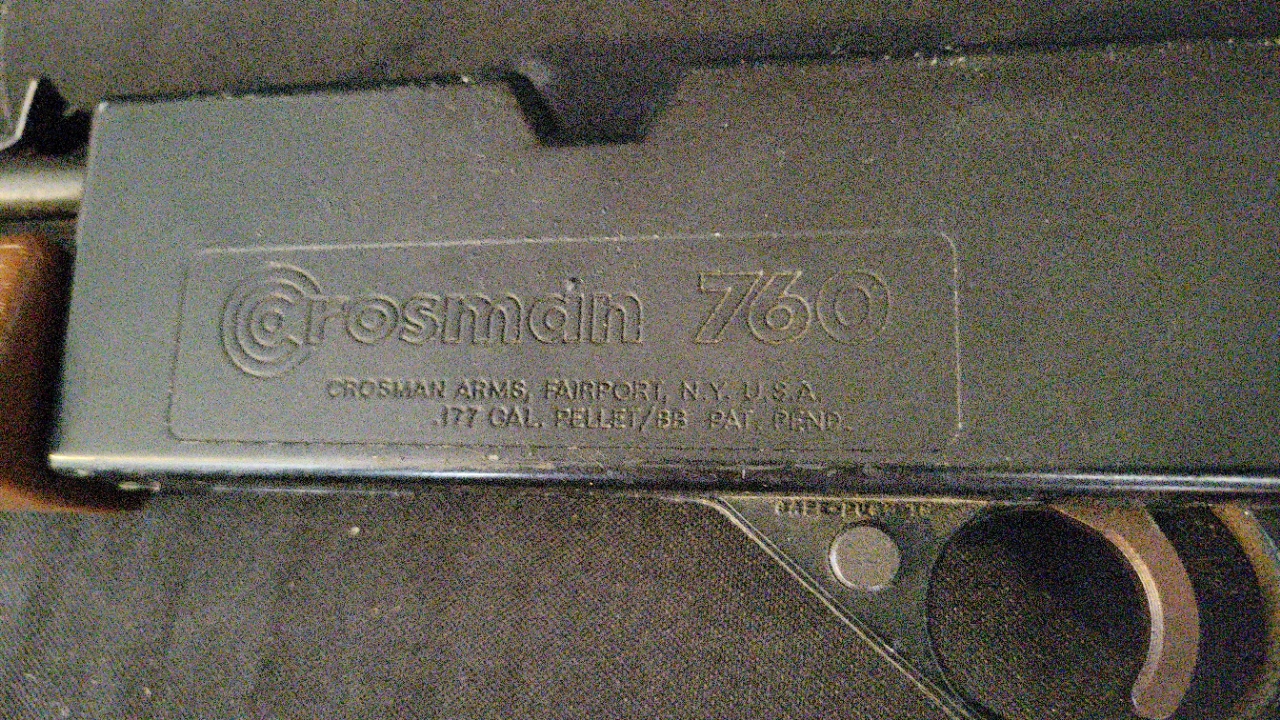 Crosman 760
CROSMAN ARMS, FAIRPORT, N.Y. U.S.A.
.177 CAL. PELLET/BB PAT. PEND.